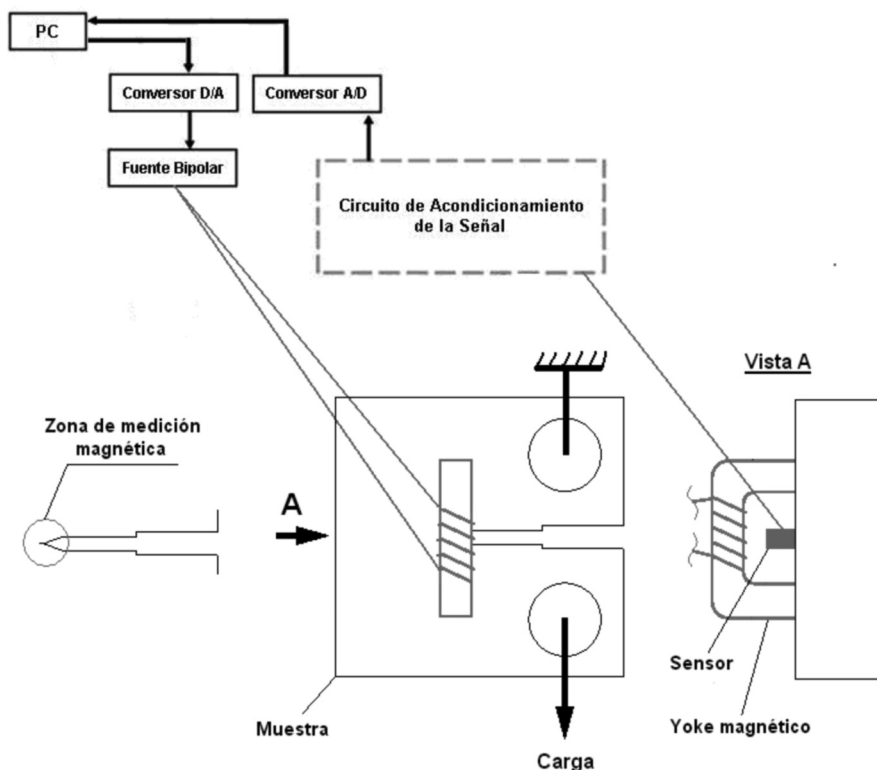 PC
Conversor D/A
Conversor A/D
Fuente Bipolar
Circuito de Acondicionamiento
de la Señal
Vista A
Zona de medición
magnética
A
Sensor
Muestra
Yoke magnético
Carga